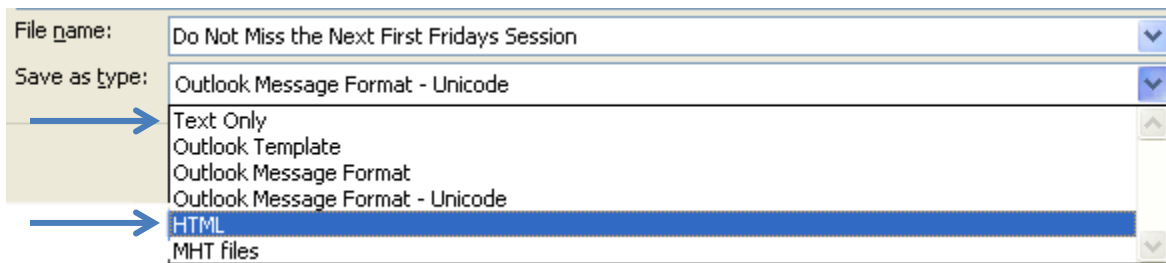 File name: Do Not Miss the Next First Fridays Session
Save as type: Outlook Message Format - Unicode
Text Only
Outlook Template
Outlook Message Format
Outlook Message Format - Unicode
HTML
MHT files